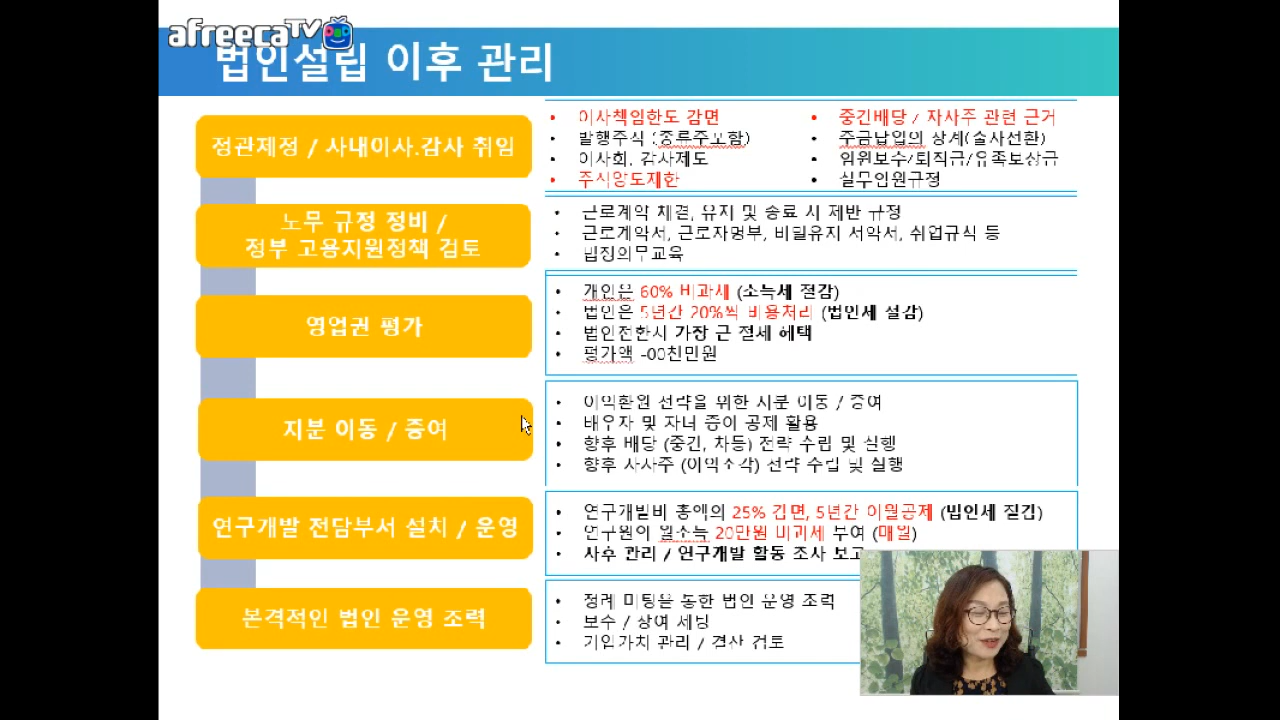 afreecaTV
법인설립 이후 관리
정관제정 / 사내이사.감사 취임
• 이사책임한도 감면
• 발행주식 (종류주포함)
• 이사회, 감사제도
• 주식양도제한
• 중간배당 / 자사주 관련 근거
• 주금납입의 상계(출자전환)
• 임원보수/퇴직금/유족보상금
• 실무임원규정
노무 규정 정비 /
정부 고용지원정책 검토
• 근로계약 체결, 유지 및 종료 시 제반 규정
• 근로계약서, 근로자명부, 비밀유지 서약서, 취업규식 등
• 법정의무교육
영업권 평가
• 개인은 60% 비과세 (소득세 절감)
• 법인은 5년간 20%씩 비용처리 (법인세 절감)
• 법인전환시 가장 큰 절세 혜택
• 평가액 -00천만원
지분 이동 / 증여
• 이익환원 전략을 위한 지분 이동 / 증여
• 배우자 및 자녀 증여 공제 활용
• 향후 배당 (중간, 차등) 전략 수립 및 실행
• 향후 자사주 (이익소각) 전략 수립 및 실행
연구개발 전담부서 설치 / 운영
• 연구개발비 총액의 25% 감면, 5년간 이월공제 (법인세 절감)
• 연구원이 월소득 20만원 비과세 부여 (매월)
• 사후 관리 / 연구개발 활동 조사 보고
본격적인 법인 운영 조력
• 정례 미팅을 통한 법인 운영 조력
• 보수 / 상여 세팅
• 기업가치 관리 / 결산 검토